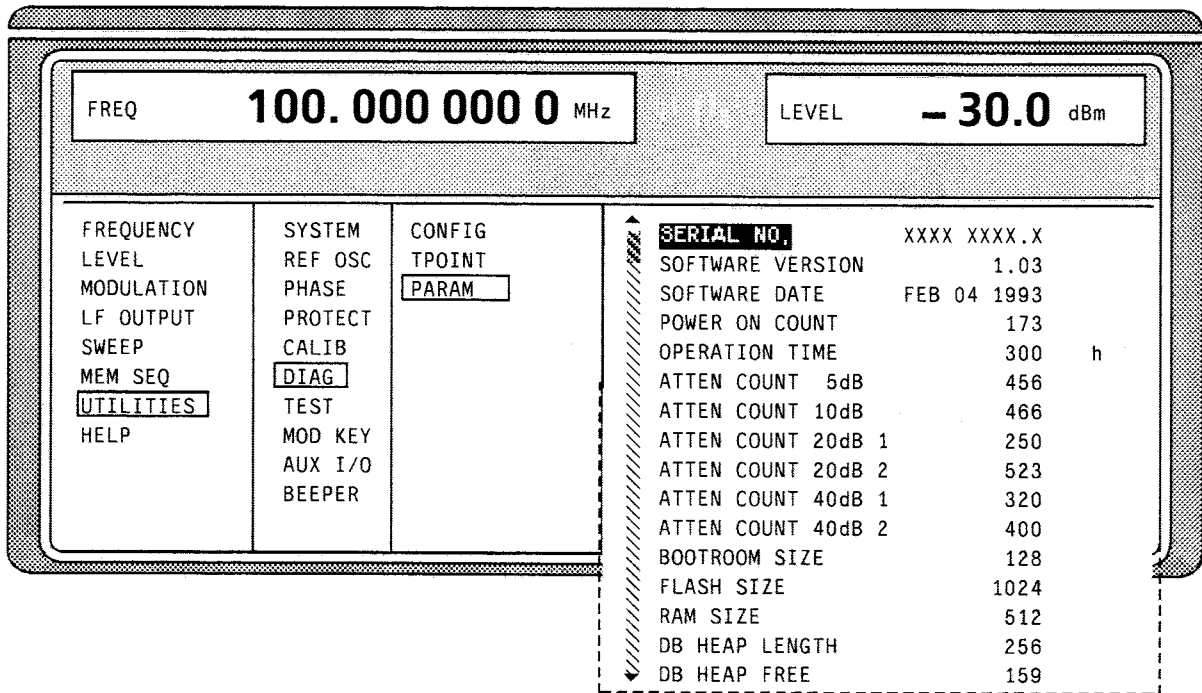 FREQ 100. 000 000 0 MHz
LEVEL – 30.0 dBm
FREQUENCY
LEVEL
MODULATION
LF OUTPUT
SWEEP
MEM SEQ
UTILITIES
HELP
SYSTEM
REF OSC
PHASE
PROTECT
CALIB
DIAG
TEST
MOD KEY
AUX I/O
BEEPER
CONFIG
TPOINT
PARAM
SERIAL NO. XXXX XXXX.X
SOFTWARE VERSION 1.03
SOFTWARE DATE FEB 04 1993
POWER ON COUNT 173
OPERATION TIME 300 h
ATTEN COUNT 5dB 456
ATTEN COUNT 10dB 466
ATTEN COUNT 20dB 1 250
ATTEN COUNT 20dB 2 523
ATTEN COUNT 40dB 1 320
ATTEN COUNT 40dB 2 400
BOOTROOM SIZE 128
FLASH SIZE 1024
RAM SIZE 512
DB HEAP LENGTH 256
DB HEAP FREE 159